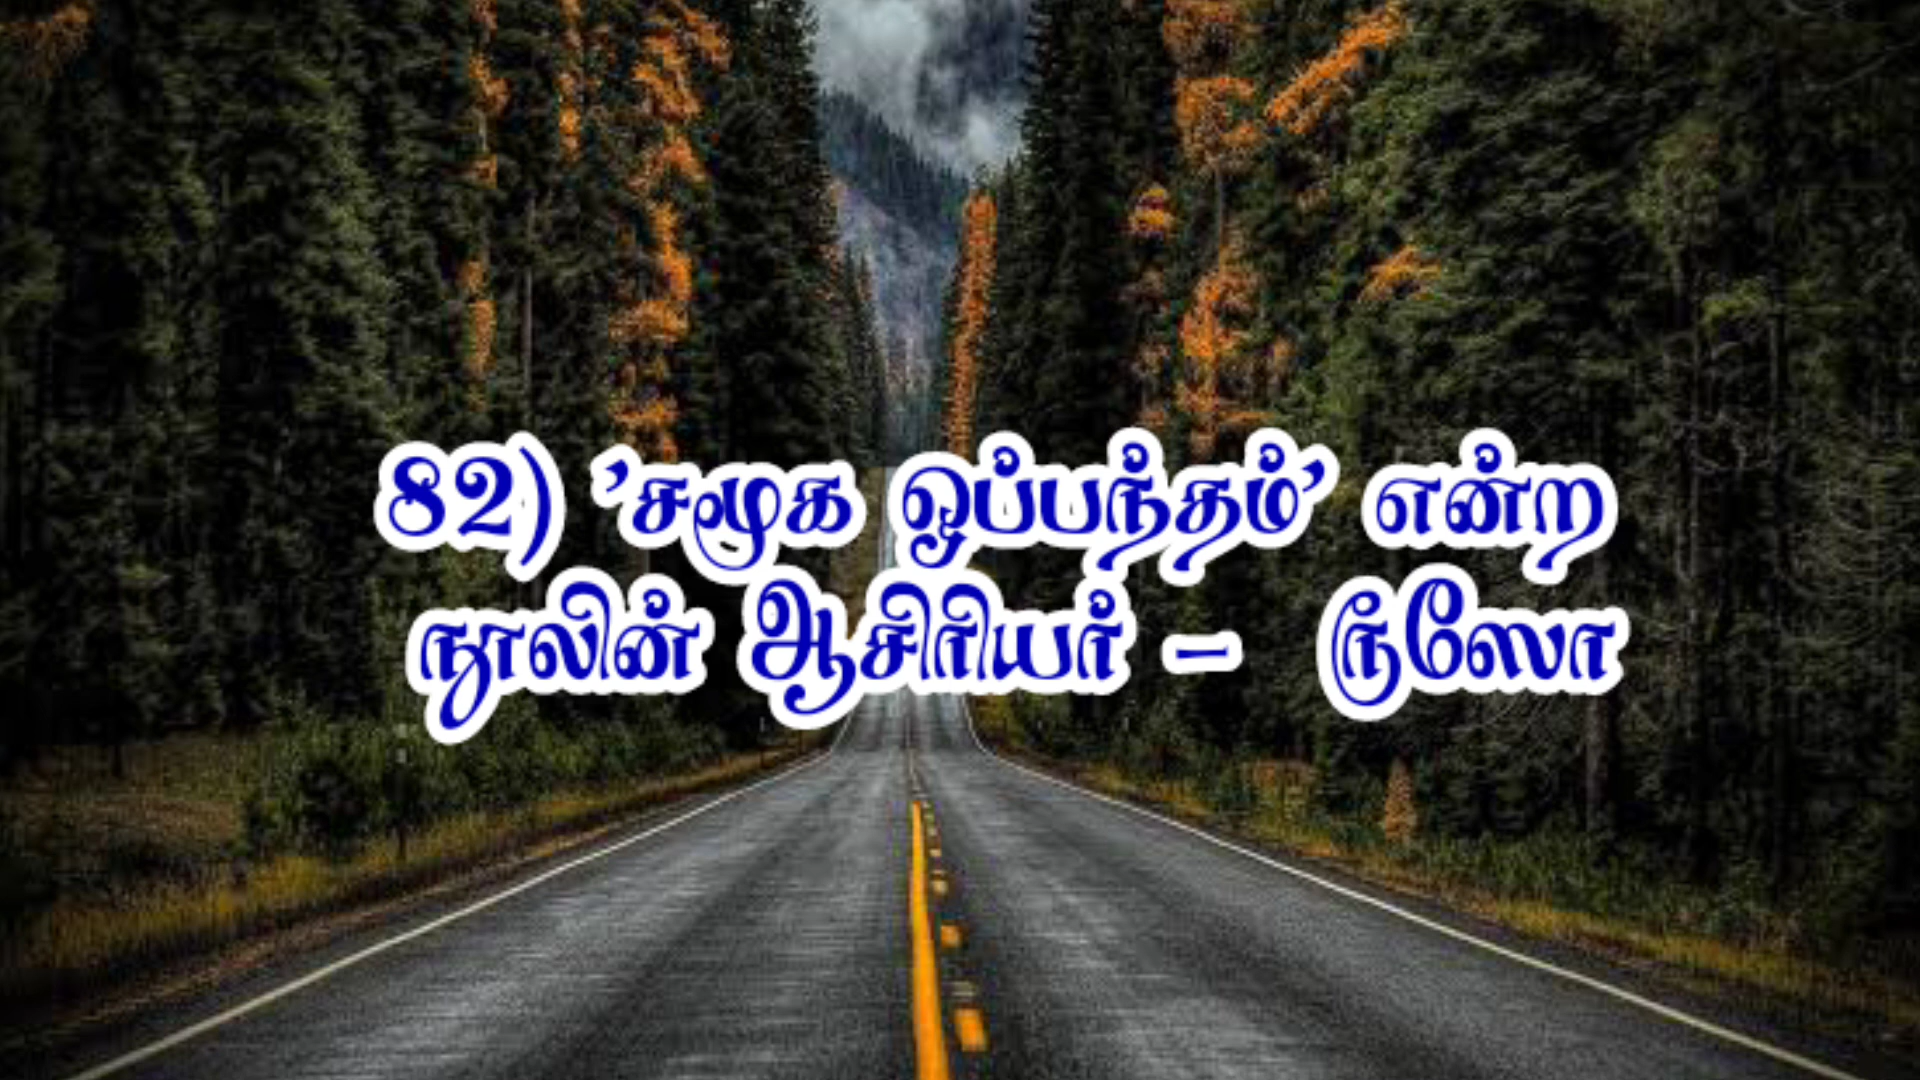 82) 'சமூக ஒப்பந்தம்' என்ற
நூலின் ஆசிரியர் - ரூஸோ